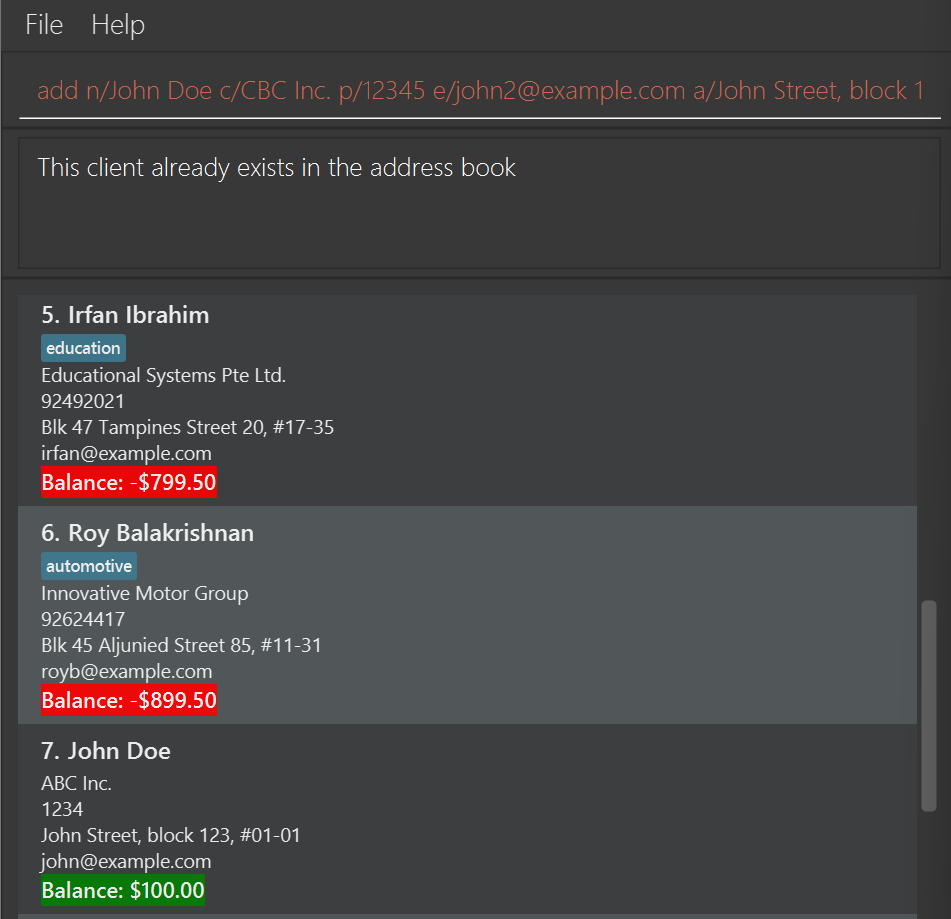 File Help
add n/John Doe c/CBC Inc. p/12345 e/john2@example.com a/John Street, block 1
This client already exists in the address book
5. Irfan Ibrahim
education
Educational Systems Pte Ltd.
92492021
Blk 47 Tampines Street 20, #17-35
irfan@example.com
Balance: -$799.50
6. Roy Balakrishnan
automotive
Innovative Motor Group
92624417
Blk 45 Aljunied Street 85, #11-31
royb@example.com
Balance: -$899.50
7. John Doe
ABC Inc.
1234
John Street, block 123, #01-01
john@example.com
Balance: $100.00